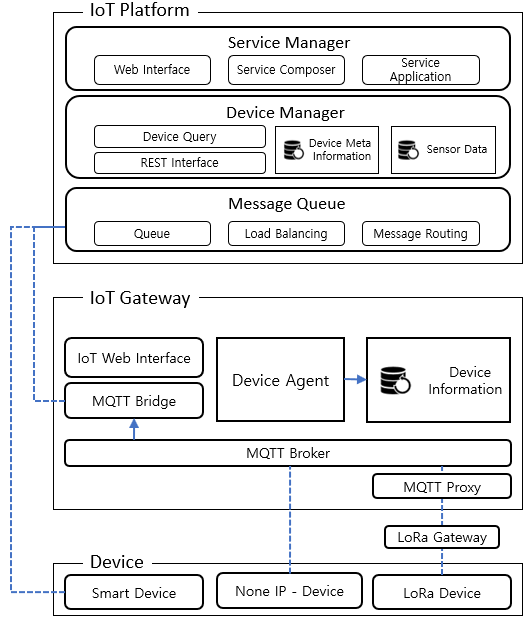 IoT Platform
Service Manager
Web Interface
Service Composer
Service
Application
Device Manager
Device Query
REST Interface
Device Meta
Information
Sensor Data
Message Queue
Queue
Load Balancing
Message Routing
IoT Gateway
IoT Web Interface
MQTT Bridge
Device Agent
Device
Information
MQTT Broker
MQTT Proxy
LoRa Gateway
Device
Smart Device
None IP - Device
LoRa Device